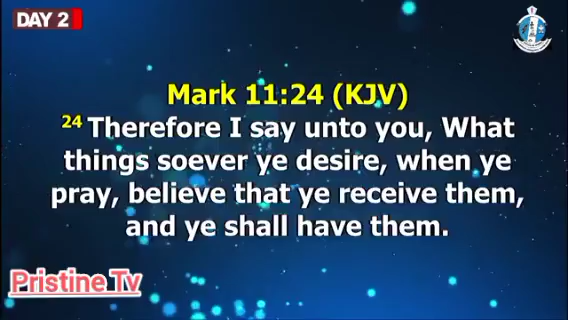 DAY 2
Mark 11:24 (KJV)
24 Therefore I say unto you, What
things soever ye desire, when ye
pray, believe that ye receive them,
and ye shall have them.
Pristine Tv